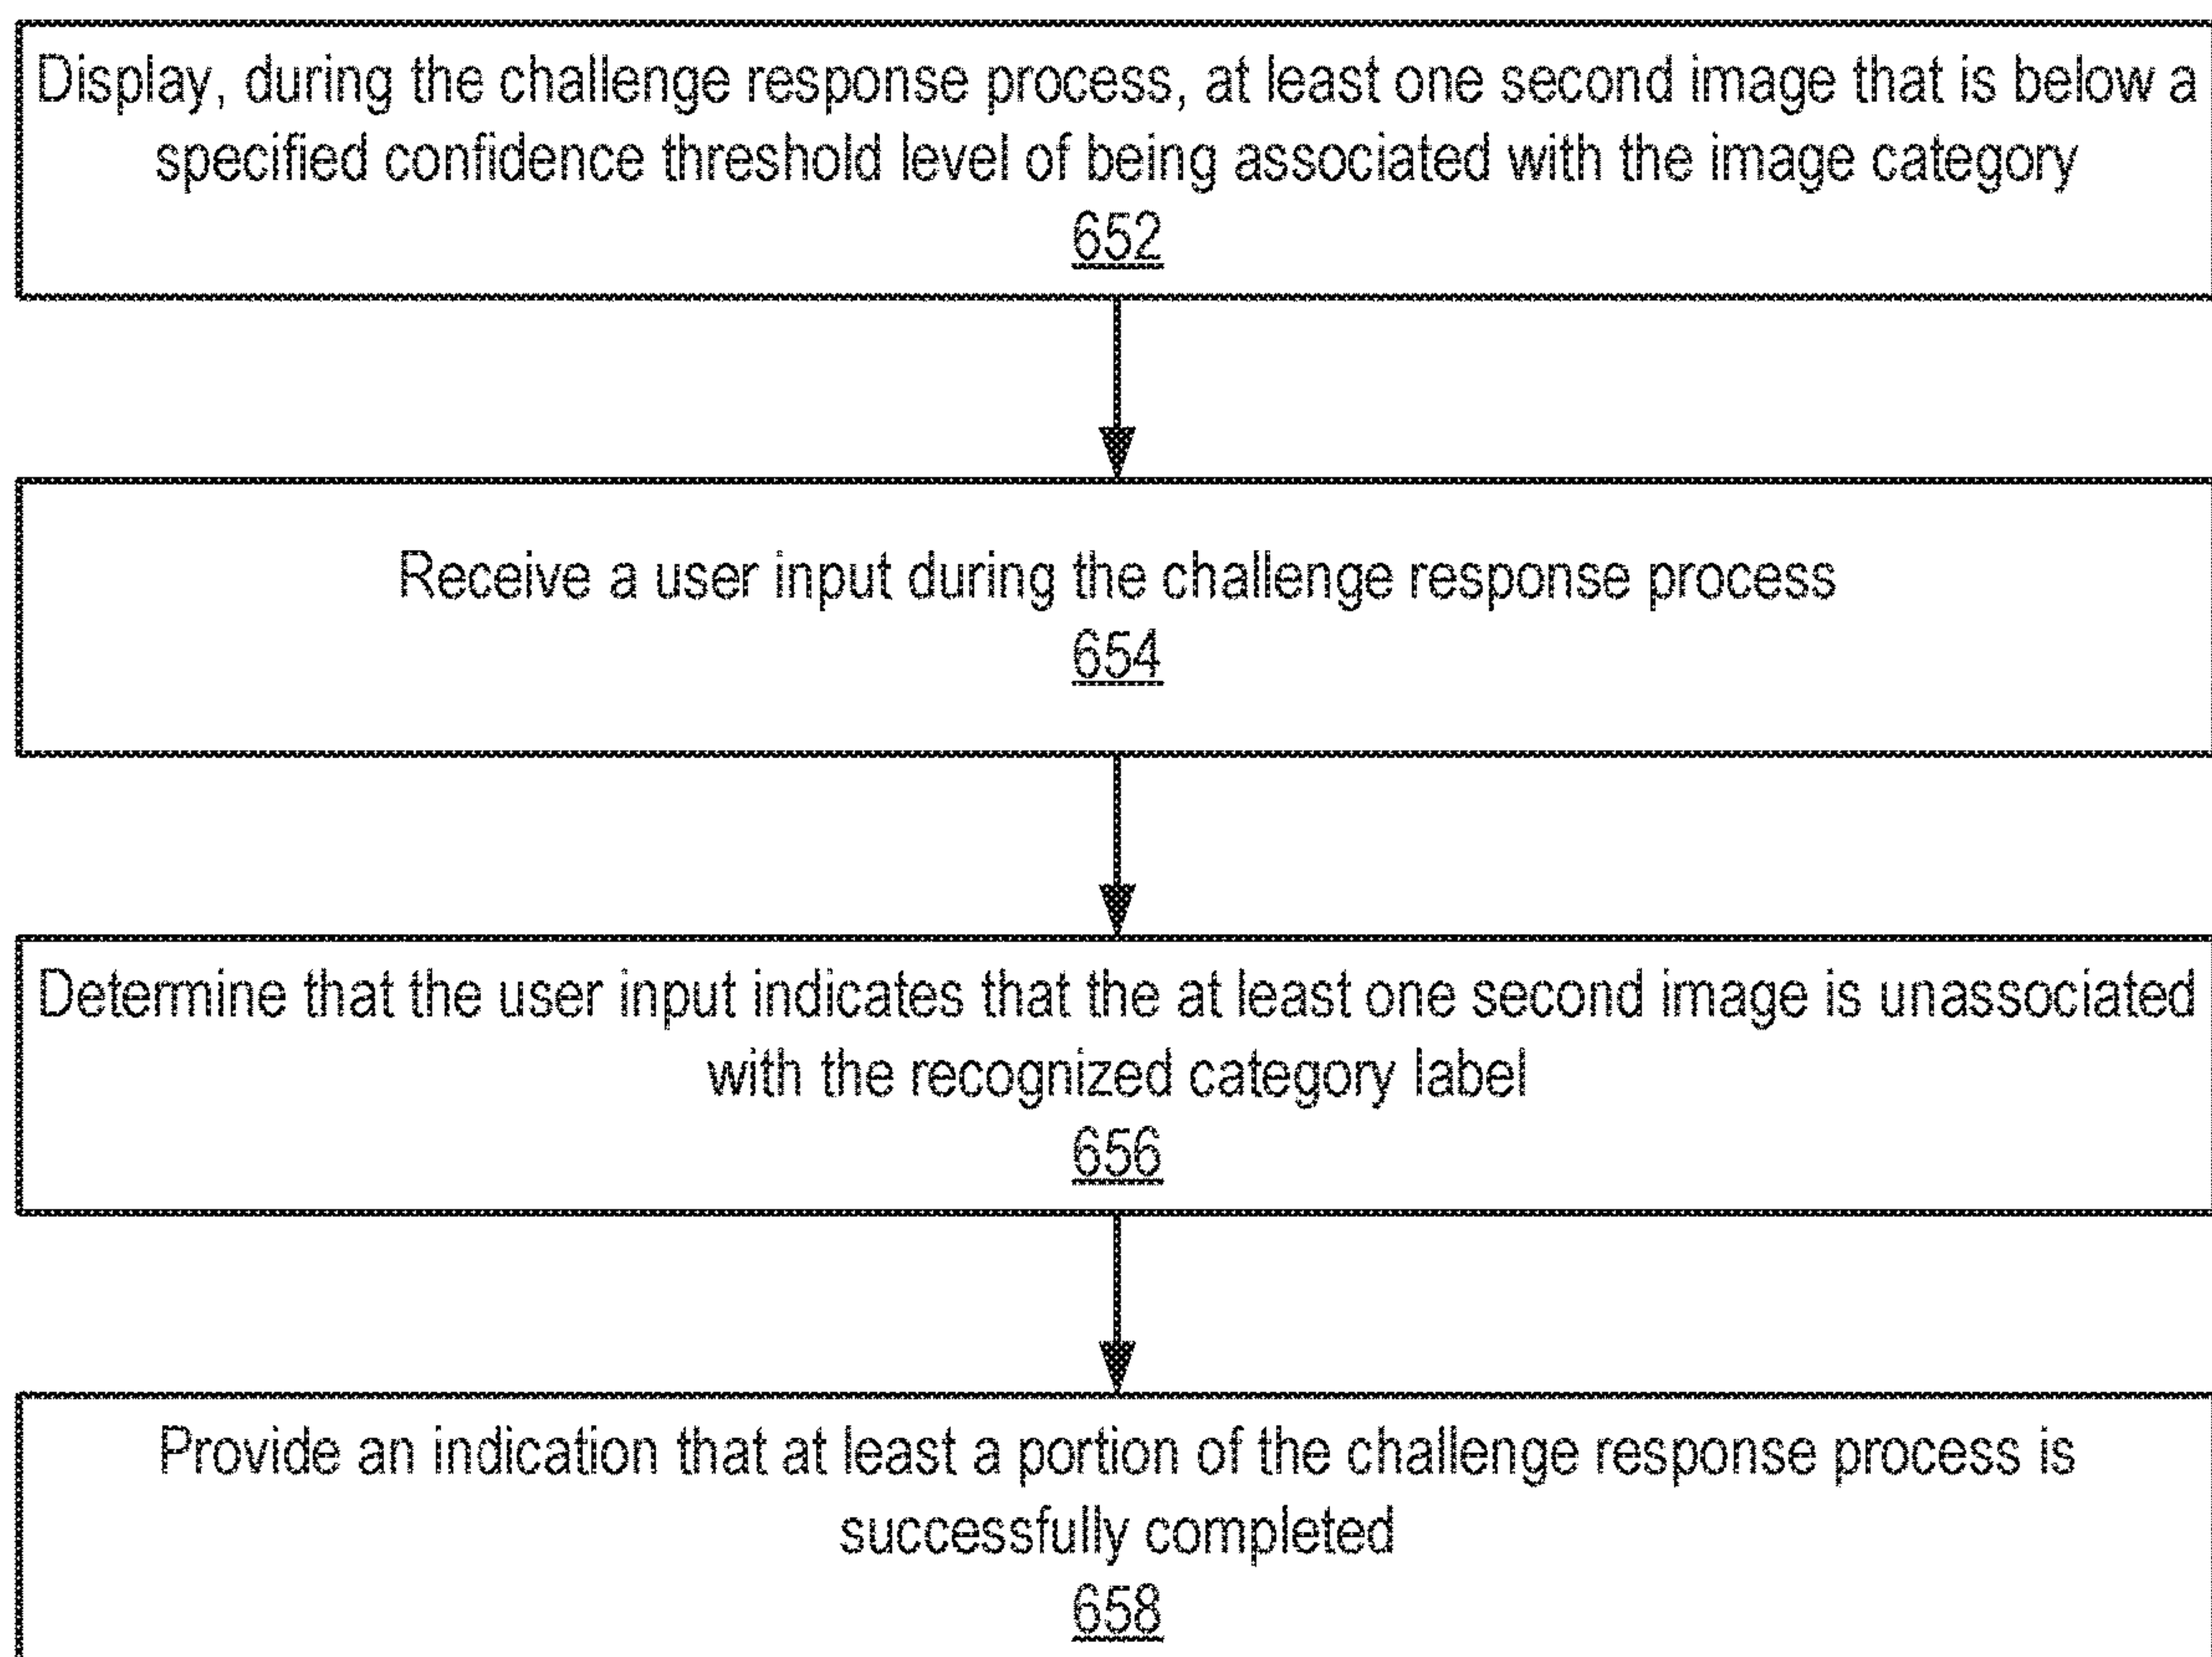 Display, during the challenge response process, at least one second image that is below a
specified confidence threshold level of being associated with the image category
652
Receive a user input during the challenge response process
654
Determine that the user input indicates that the at least one second image is unassociated
with the recognized category label
656
Provide an indication that at least a portion of the challenge response process is
successfully completed
658